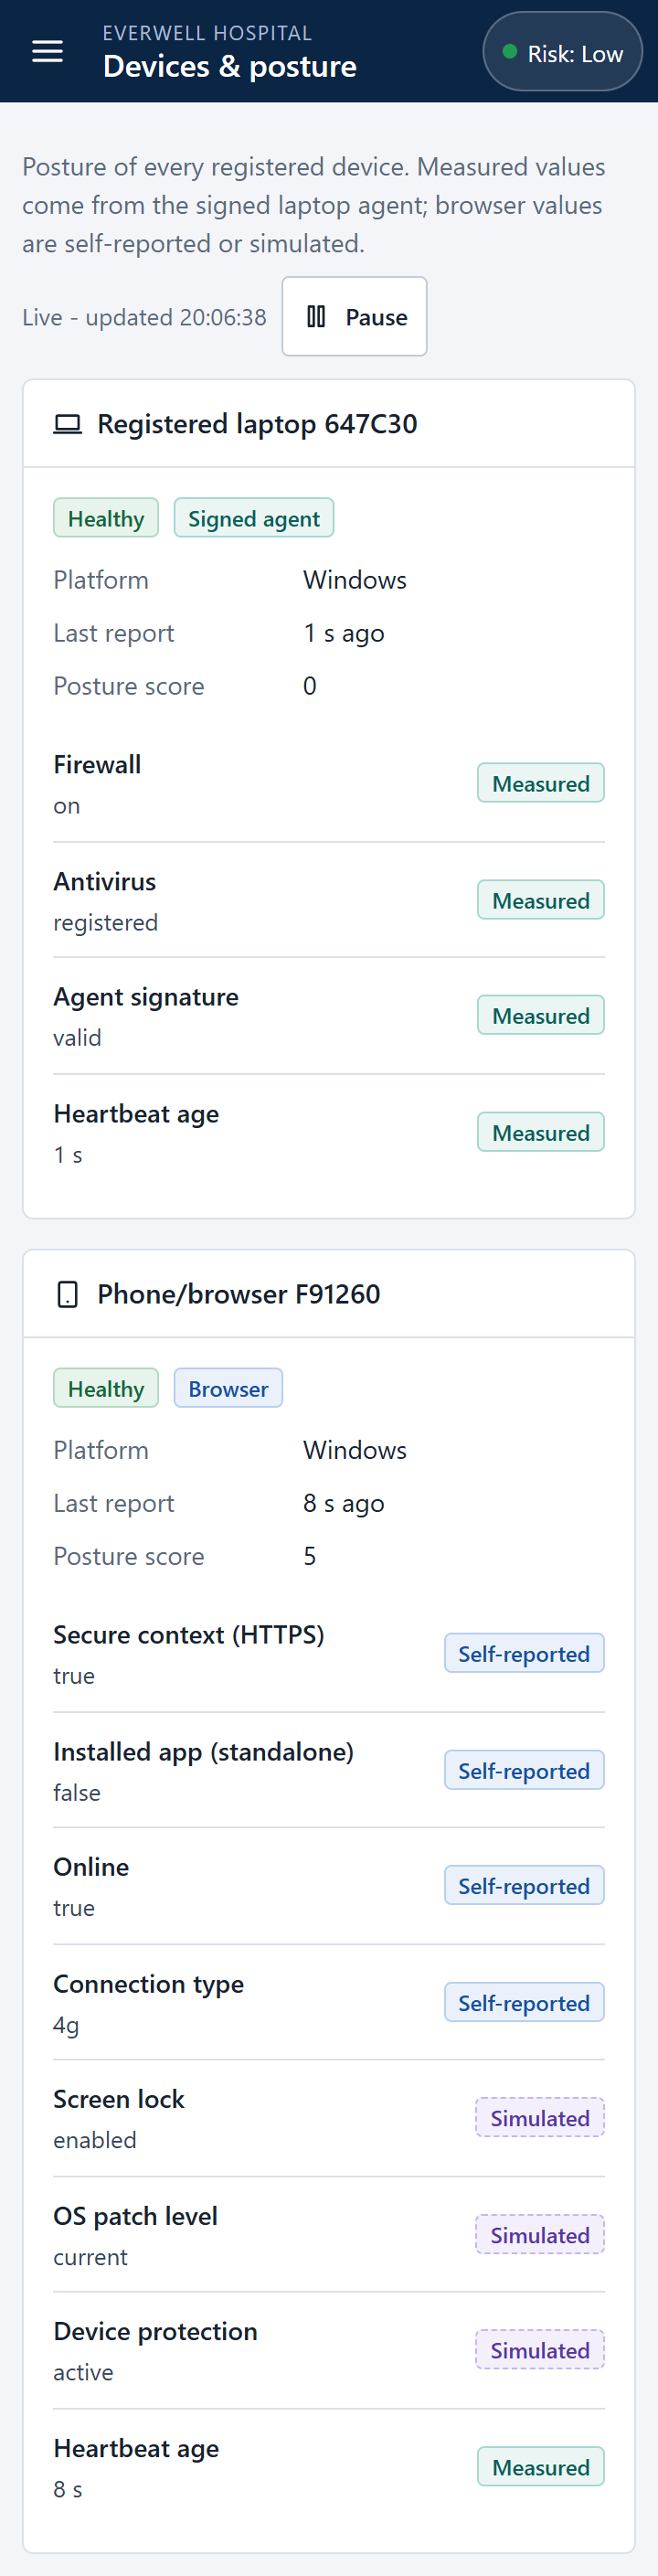 EVERWELL HOSPITAL
Devices & posture
Risk: Low
Posture of every registered device. Measured values
come from the signed laptop agent; browser values
are self-reported or simulated.
Live - updated 20:06:38
Pause
Registered laptop 647C30
Healthy
Signed agent
Platform Windows
Last report 1 s ago
Posture score 0
Firewall
on
Measured
Antivirus
registered
Measured
Agent signature
valid
Measured
Heartbeat age
1 s
Measured
Phone/browser F91260
Healthy
Browser
Platform Windows
Last report 8 s ago
Posture score 5
Secure context (HTTPS)
true
Self-reported
Installed app (standalone)
false
Self-reported
Online
true
Self-reported
Connection type
4g
Self-reported
Screen lock
enabled
Simulated
OS patch level
current
Simulated
Device protection
active
Simulated
Heartbeat age
8 s
Measured